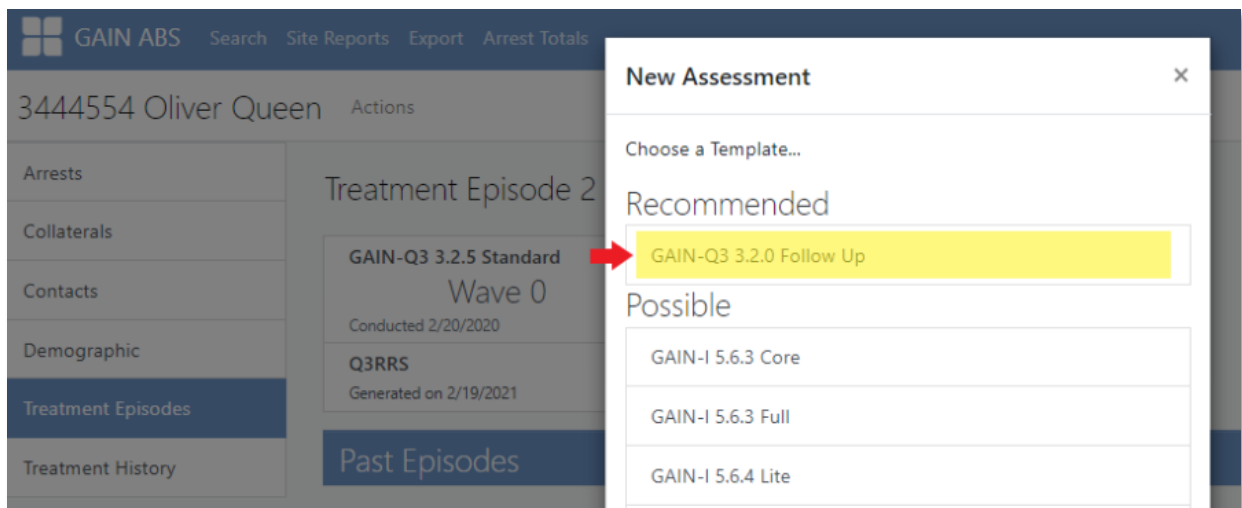 GAIN ABS Search Site Reports Export Arrest Totals
3444554 Oliver Queen Actions
Arrests
Collaterals
Contacts
Demographic
Treatment Episodes
Treatment History
Treatment Episode 2
GAIN-Q3 3.2.5 Standard
Wave 0
Conducted 2/20/2020
Q3RRS
Generated on 2/19/2021
Past Episodes
New Assessment ×
Choose a Template...
Recommended
GAIN-Q3 3.2.0 Follow Up
Possible
GAIN-I 5.6.3 Core
GAIN-I 5.6.3 Full
GAIN-I 5.6.4 Lite